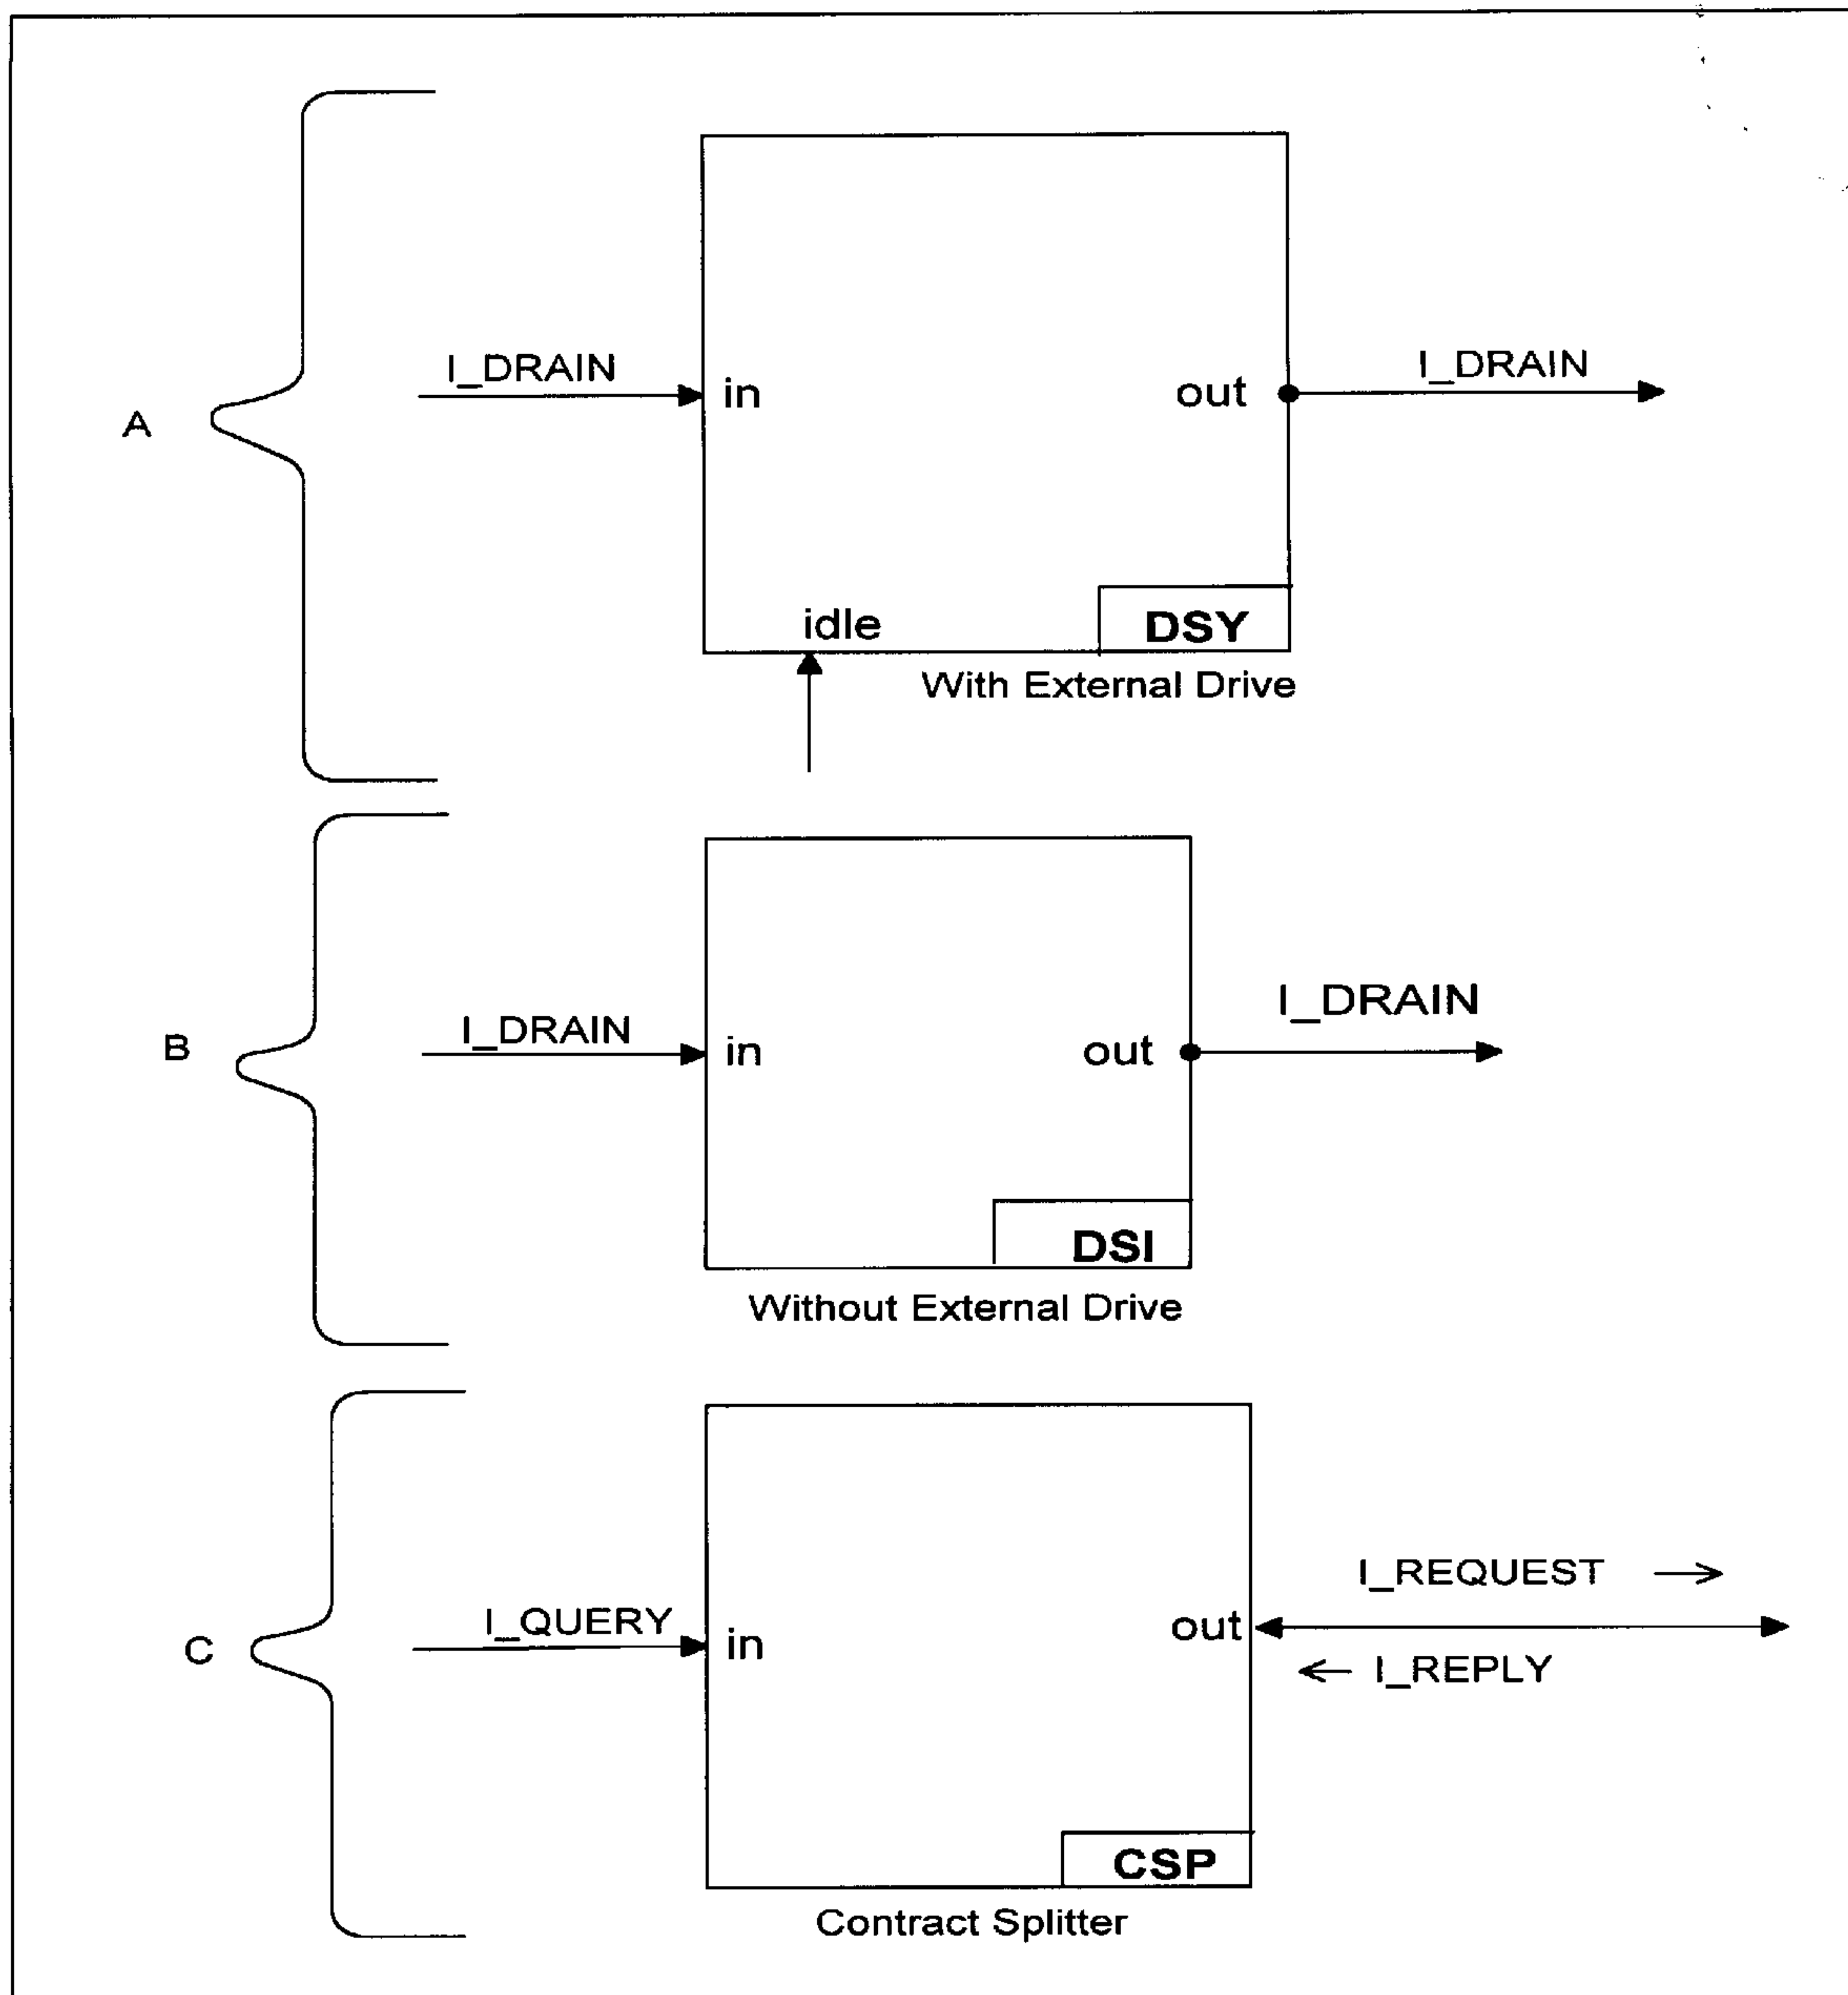 A
I_DRAIN
in
out
I_DRAIN
idle
DSY
With External Drive
B
I_DRAIN
in
out
I_DRAIN
DSI
Without External Drive
C
I_QUERY
in
out
I_REQUEST →
← I_REPLY
CSP
Contract Splitter